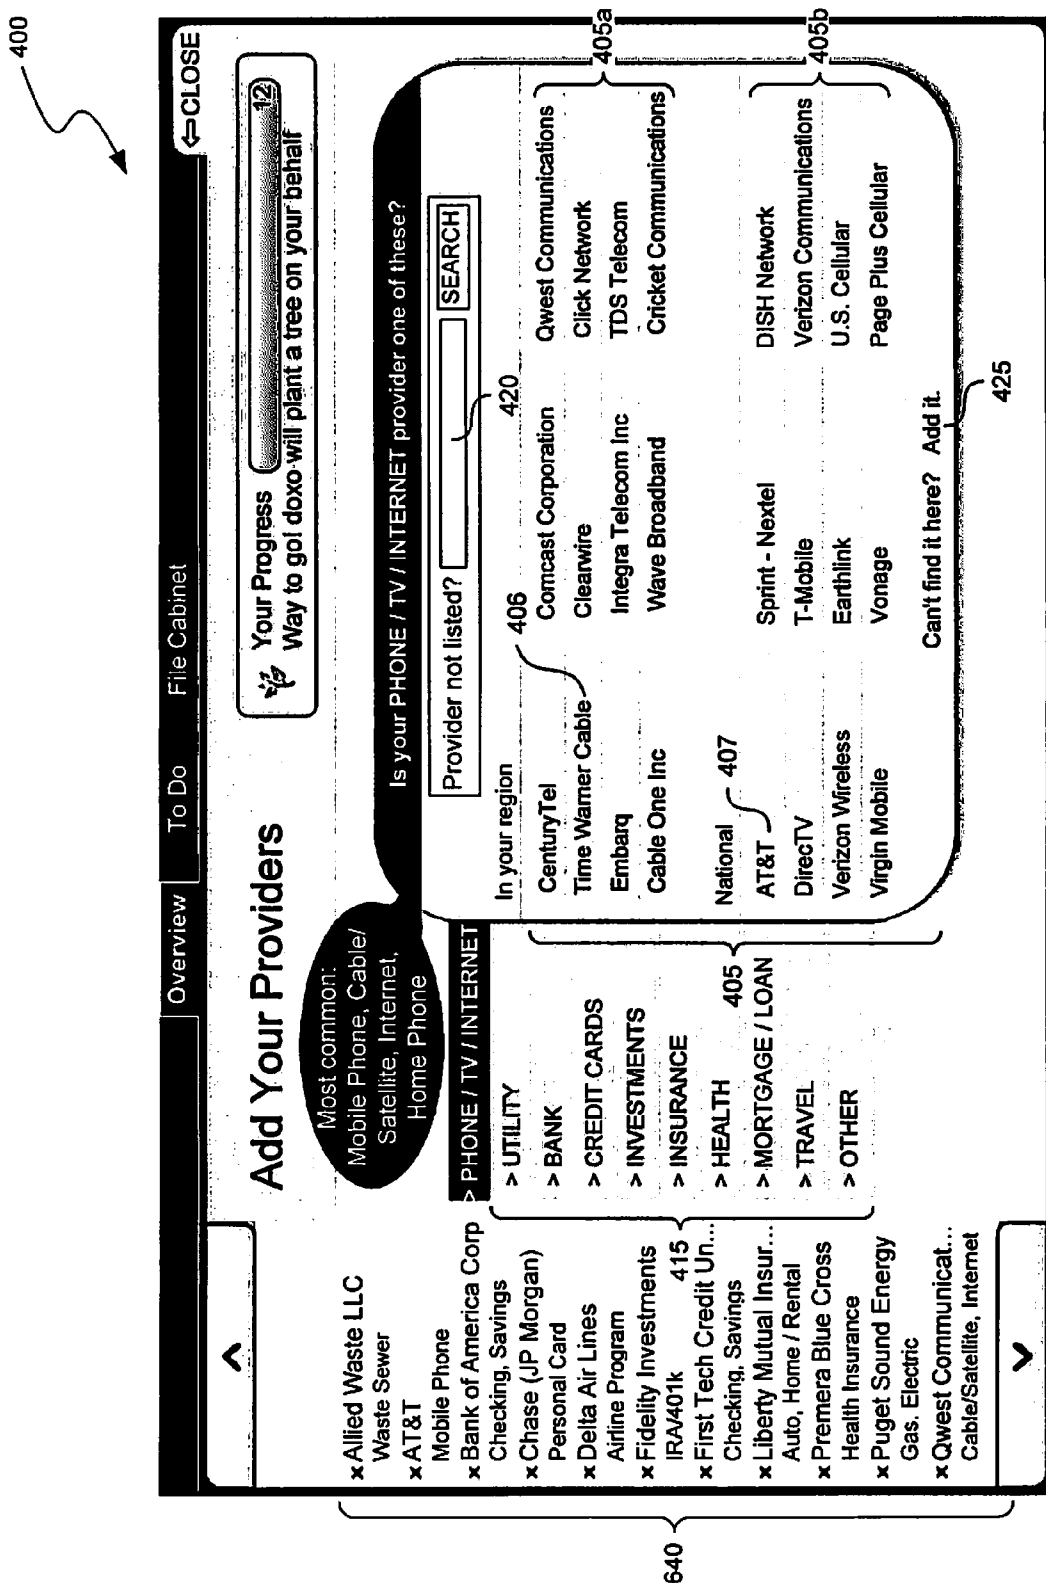 400
Overview
To Do
File Cabinet
⇦CLOSE
Add Your Providers
Your Progress
12
Way to go! doxo will plant a tree on your behalf
Most common:
Mobile Phone, Cable/
Satellite, Internet,
Home Phone
> PHONE / TV / INTERNET
> UTILITY
> BANK
> CREDIT CARDS
> INVESTMENTS
> INSURANCE
> HEALTH
> MORTGAGE / LOAN
> TRAVEL
> OTHER
415
× Allied Waste LLC
Waste Sewer
× AT&T
Mobile Phone
× Bank of America Corp
Checking, Savings
× Chase (JP Morgan)
Personal Card
× Delta Air Lines
Airline Program
× Fidelity Investments
IRA/401k
× First Tech Credit Un...
Checking, Savings
× Liberty Mutual Insur...
Auto, Home / Rental
× Premera Blue Cross
Health Insurance
× Puget Sound Energy
Gas. Electric
× Qwest Communicat...
Cable/Satellite, Internet
640
Is your PHONE / TV / INTERNET provider one of these?
Provider not listed?
SEARCH
420
In your region
406
CenturyTel
Comcast Corporation
Qwest Communications
Time Warner Cable
Clearwire
Click Network
Embarq
Integra Telecom Inc
TDS Telecom
Cable One Inc
Wave Broadband
Cricket Communications
405a
National
407
AT&T
Sprint - Nextel
DISH Network
DirecTV
T-Mobile
Verizon Communications
Verizon Wireless
Earthlink
U.S. Cellular
Virgin Mobile
Vonage
Page Plus Cellular
405b
405
Can't find it here? Add it.
425